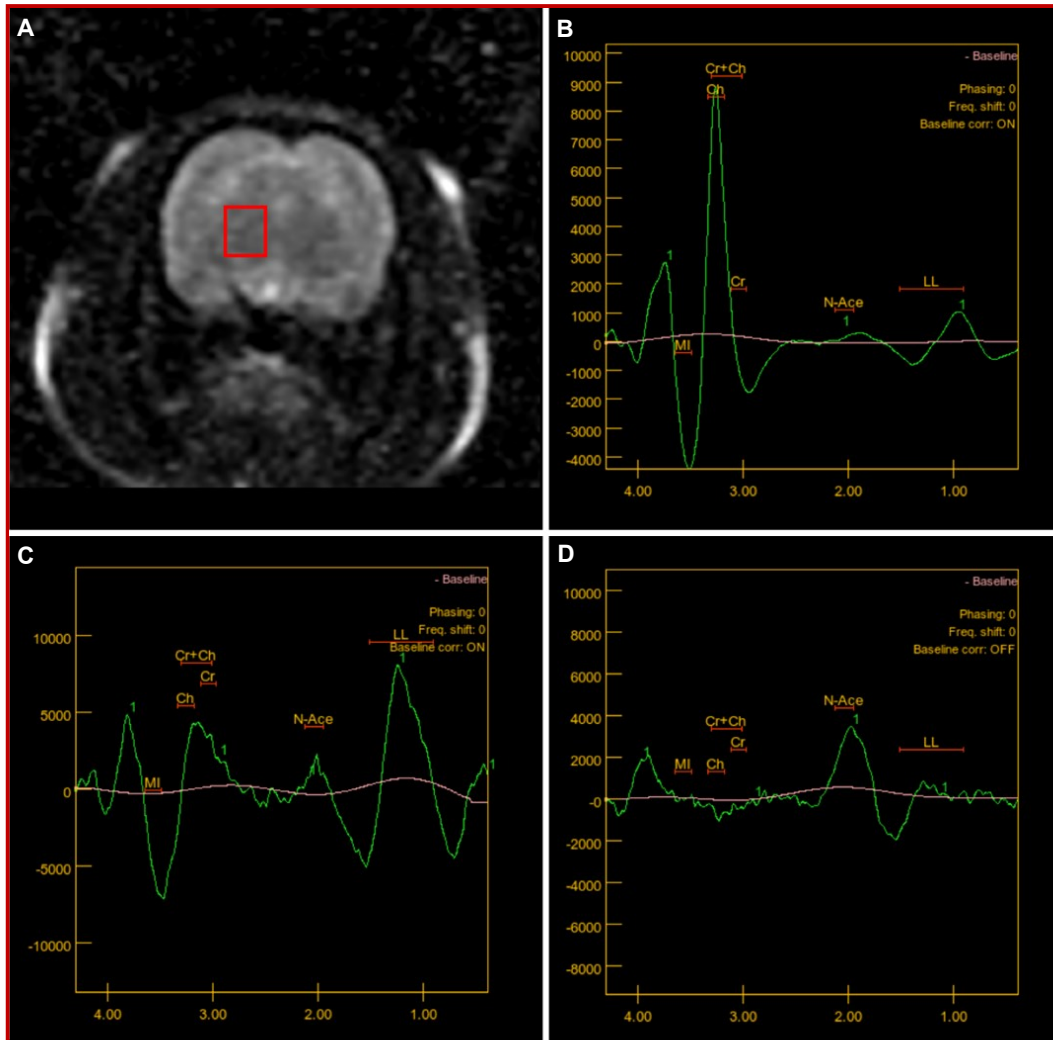 A
B
- Baseline
Phasing: 0
Freq. shift: 0
Baseline corr: ON
10000
9000
8000
7000
6000
5000
4000
3000
2000
1000
0
-1000
-2000
-3000
-4000
Cr+Ch
Ch
1
Cr
MI
N-Ace
1
LL
1
4.00 3.00 2.00 1.00
C
- Baseline
Phasing: 0
Freq. shift: 0
Baseline corr: ON
10000
5000
0
-5000
-10000
LL
1
Cr+Ch
Cr
Ch
1
1
N-Ace
MI
1
4.00 3.00 2.00 1.00
D
- Baseline
Phasing: 0
Freq. shift: 0
Baseline corr: OFF
10000
8000
6000
4000
2000
-0
-2000
-4000
-6000
-8000
N-Ace
1
Cr+Ch
Cr
LL
MI
Ch
1
1
1
4.00 3.00 2.00 1.00